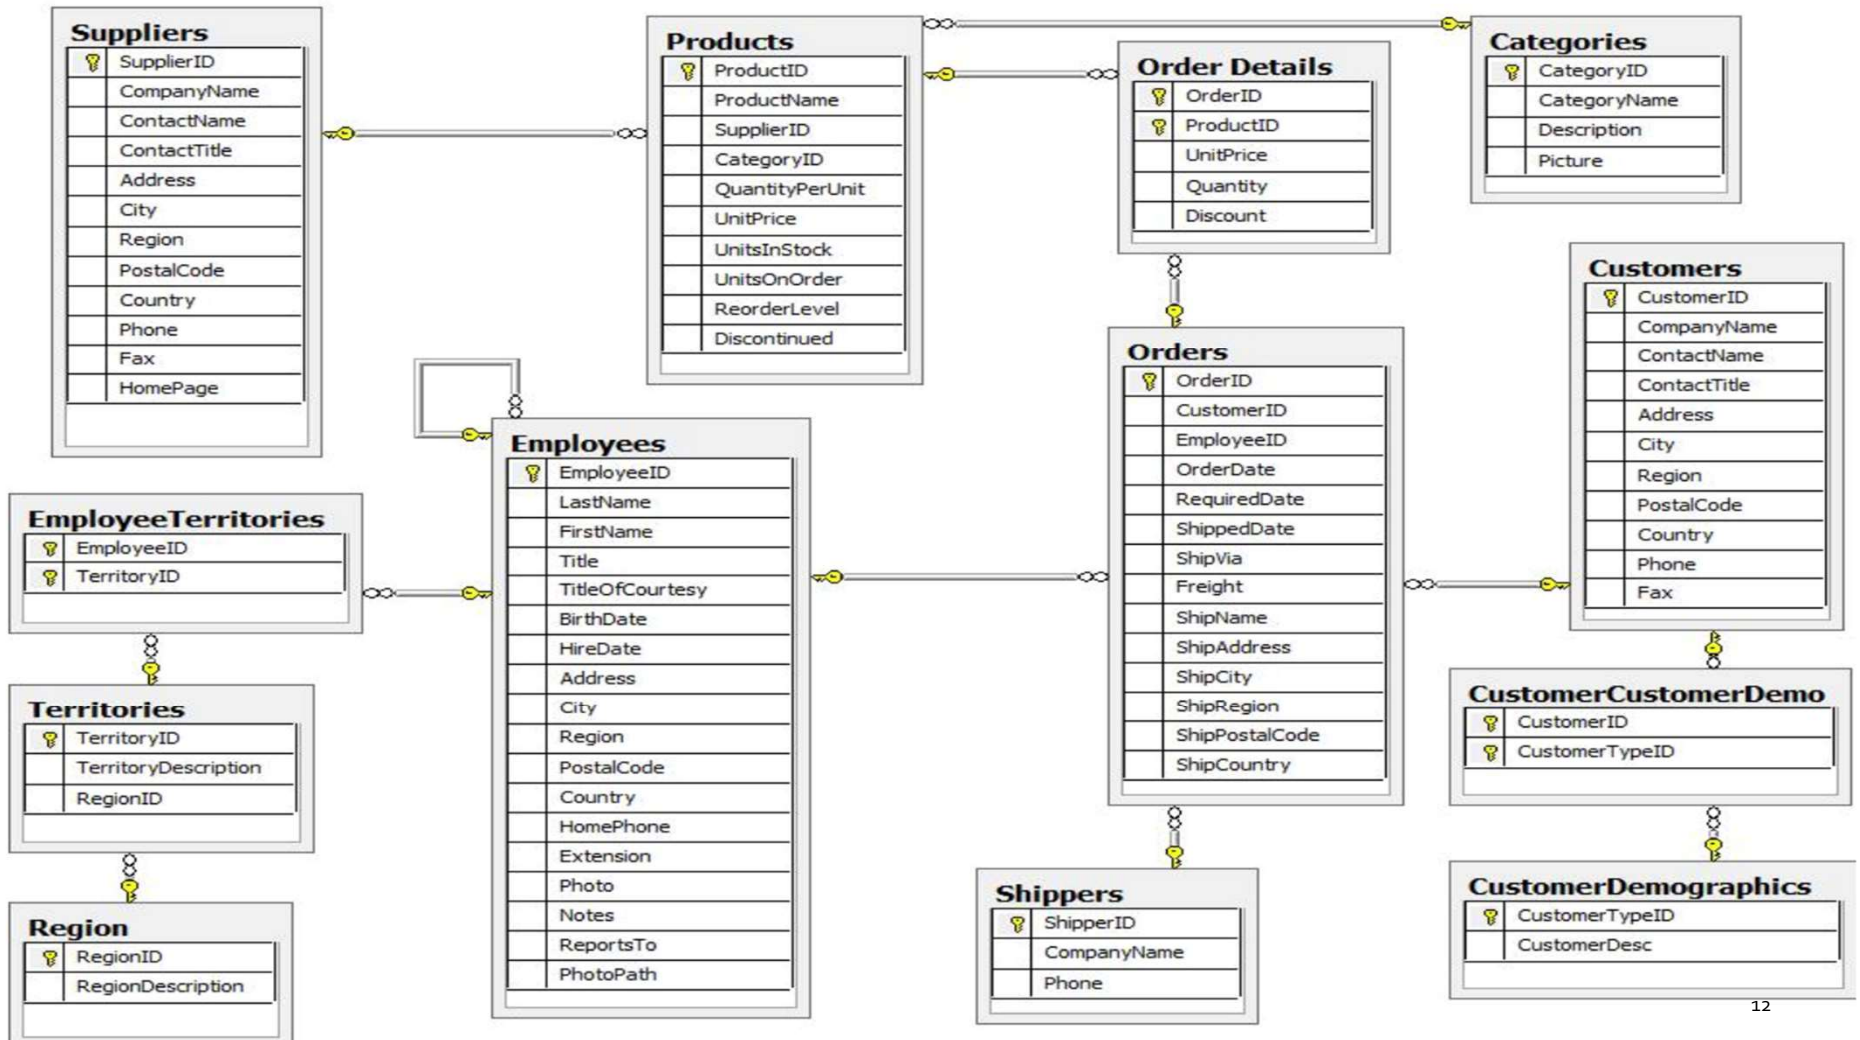 Suppliers
SupplierID
CompanyName
ContactName
ContactTitle
Address
City
Region
PostalCode
Country
Phone
Fax
HomePage
Products
ProductID
ProductName
SupplierID
CategoryID
QuantityPerUnit
UnitPrice
UnitsInStock
UnitsOnOrder
ReorderLevel
Discontinued
Order Details
OrderID
ProductID
UnitPrice
Quantity
Discount
Categories
CategoryID
CategoryName
Description
Picture
Customers
CustomerID
CompanyName
ContactName
ContactTitle
Address
City
Region
PostalCode
Country
Phone
Fax
Orders
OrderID
CustomerID
EmployeeID
OrderDate
RequiredDate
ShippedDate
ShipVia
Freight
ShipName
ShipAddress
ShipCity
ShipRegion
ShipPostalCode
ShipCountry
Employees
EmployeeID
LastName
FirstName
Title
TitleOfCourtesy
BirthDate
HireDate
Address
City
Region
PostalCode
Country
HomePhone
Extension
Photo
Notes
ReportsTo
PhotoPath
EmployeeTerritories
EmployeeID
TerritoryID
Territories
TerritoryID
TerritoryDescription
RegionID
Region
RegionID
RegionDescription
Shippers
ShipperID
CompanyName
Phone
CustomerCustomerDemo
CustomerID
CustomerTypeID
CustomerDemographics
CustomerTypeID
CustomerDesc
12